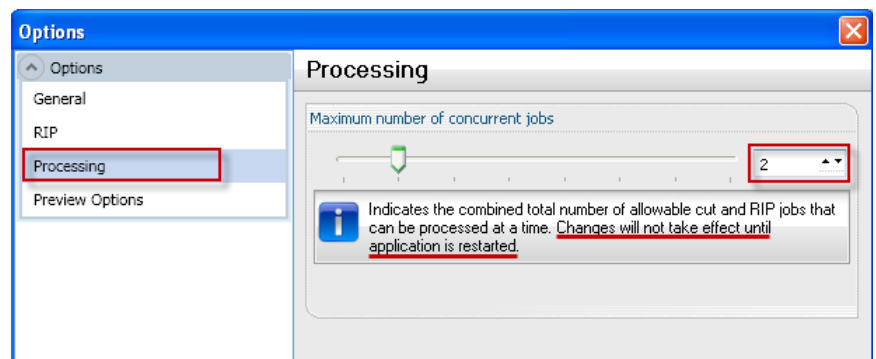 Options
Options
General
RIP
Processing
Preview Options
Processing
Maximum number of concurrent jobs
2
Indicates the combined total number of allowable cut and RIP jobs that
can be processed at a time. Changes will not take effect until
application is restarted.